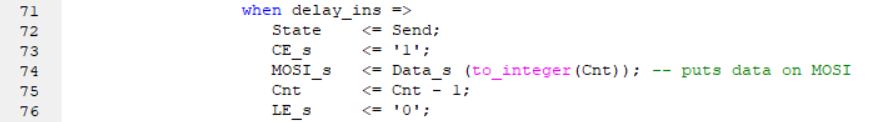 71 when delay_ins =>
72 State <= Send;
73 CE_s <= '1';
74 MOSI_s <= Data_s (to_integer(Cnt)); -- puts data on MOSI
75 Cnt <= Cnt - 1;
76 LE_s <= '0';